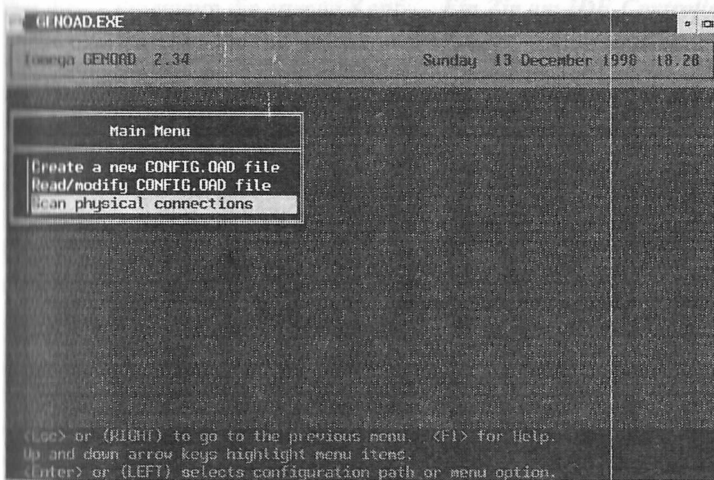 GENOAD.EXE
Iomega GENOAD 2.34 Sunday 13 December 1998 18.28
Main Menu
Create a new CONFIG.OAD file
Read/modify CONFIG.OAD file
Scan physical connections
<Esc> or (RIGHT) to go to the previous menu. <F1> for Help.
Up and down arrow keys highlight menu items.
<Enter> or (LEFT) selects configuration path or menu option.